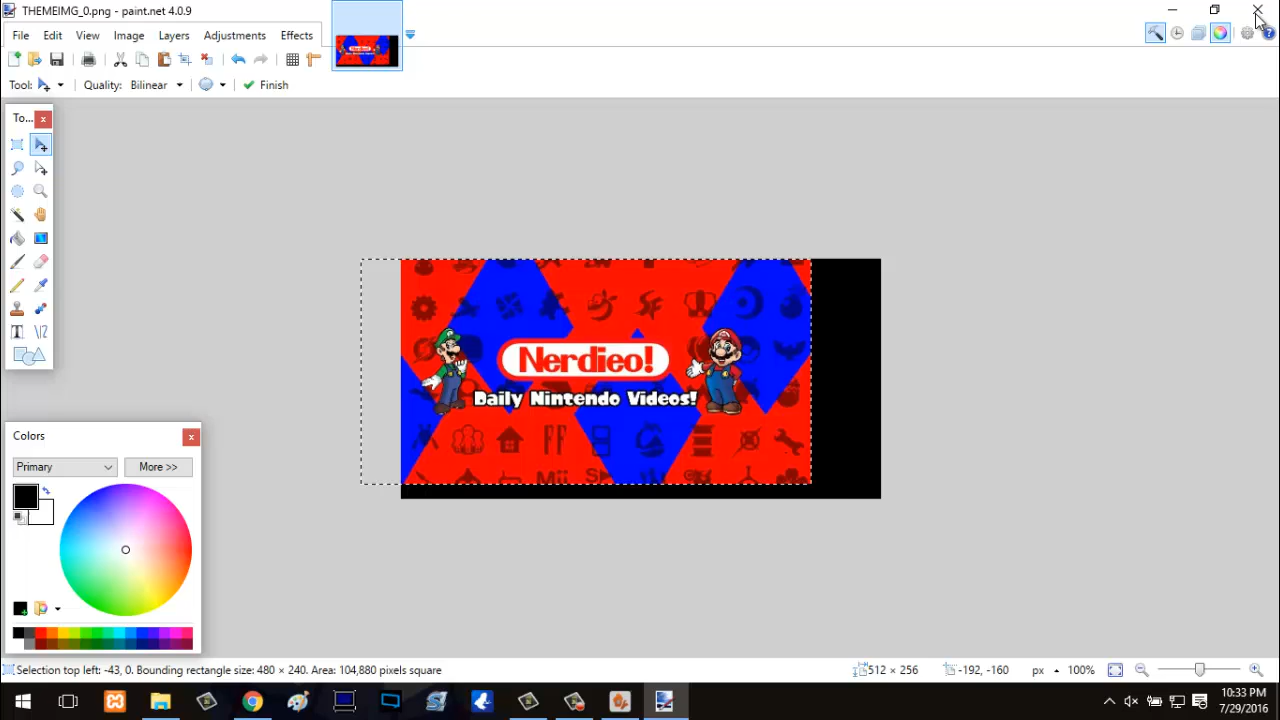 THEMEIMG_0.png - paint.net 4.0.9
File Edit View Image Layers Adjustments Effects
Tool: Quality: Bilinear Finish
To...
Nerdieo!
Daily Nintendo Videos!
Mii
Colors
Primary More >>
Selection top left: -43, 0. Bounding rectangle size: 480 × 240. Area: 104,880 pixels square 512 × 256 -192, -160 px 100%
10:33 PM
7/29/2016